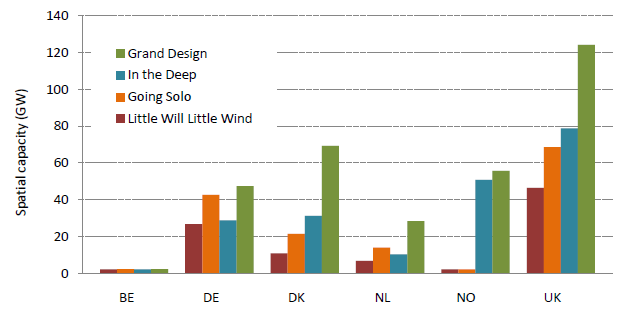 140
120
100
80
60
40
20
0
Spatial capacity (GW)
Grand Design
In the Deep
Going Solo
Little Will Little Wind
BE DE DK NL NO UK